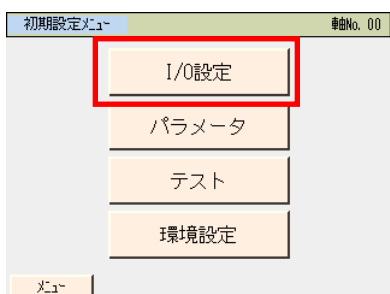 初期設定ﾒﾆｭｰ 軸No. 00
I/O設定
パラメータ
テスト
環境設定
ﾒﾆｭｰ